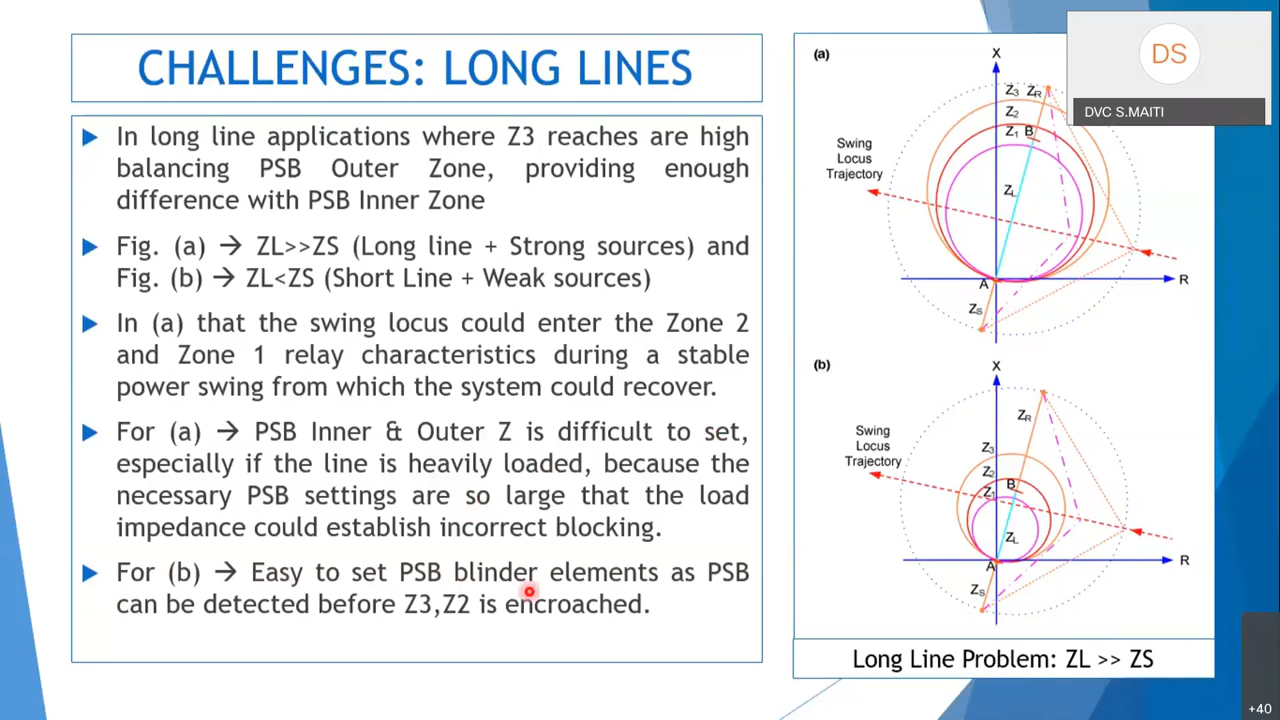 CHALLENGES: LONG LINES
In long line applications where Z3 reaches are high
balancing PSB Outer Zone, providing enough
difference with PSB Inner Zone
Fig. (a) → ZL>>ZS (Long line + Strong sources) and
Fig. (b) → ZL<ZS (Short Line + Weak sources)
In (a) that the swing locus could enter the Zone 2
and Zone 1 relay characteristics during a stable
power swing from which the system could recover.
For (a) → PSB Inner & Outer Z is difficult to set,
especially if the line is heavily loaded, because the
necessary PSB settings are so large that the load
impedance could establish incorrect blocking.
For (b) → Easy to set PSB blinder elements as PSB
can be detected before Z3,Z2 is encroached.
(a)
X
Z3 ZR
Z2
Z1 B
Swing
Locus
Trajectory
ZL
A
R
ZS
(b)
X
ZR
Swing
Locus
Trajectory
Z3
Z2
B
Z1
ZL
A
R
ZS
Long Line Problem: ZL >> ZS
DS
DVC S.MAITI
+40